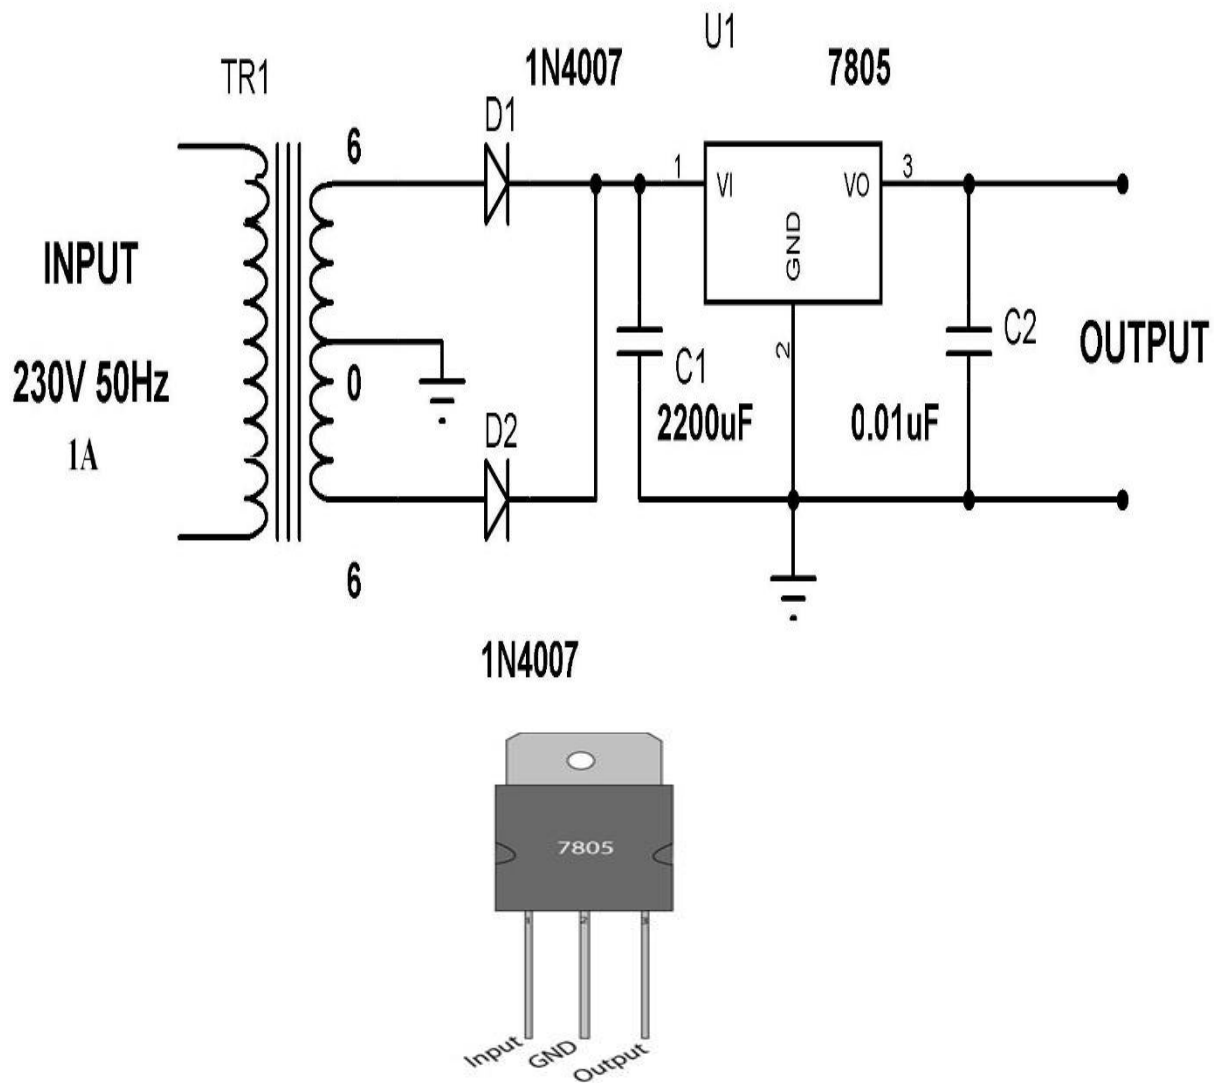 U1
1N4007
7805
TR1
D1
6
1
VI
VO
3
GND
INPUT
C2
OUTPUT
2
C1
230V 50Hz
0
2200uF
0.01uF
D2
1A
6
1N4007
7805
Input
GND
Output